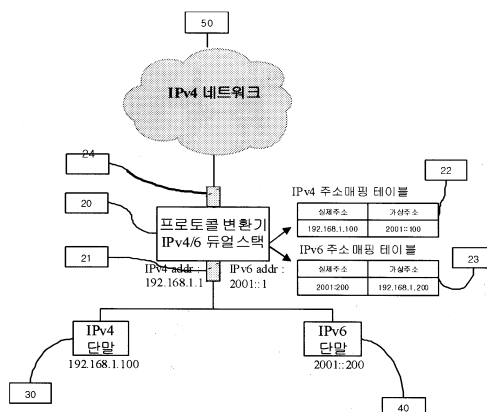 50
IPv4 네트워크
24
22
IPv4 주소매핑 테이블
20
실제주소 가상주소
프로토콜 변환기
IPv4/6 듀얼스택
192.168.1.100 2001::100
IPv6 주소매핑 테이블
21
실제주소 가상주소
23
IPv4 addr :
192.168.1.1
IPv6 addr :
2001::1
2001:200 192.168.1.200
IPv4
단말
192.168.1.100
IPv6
단말
2001::200
30
40